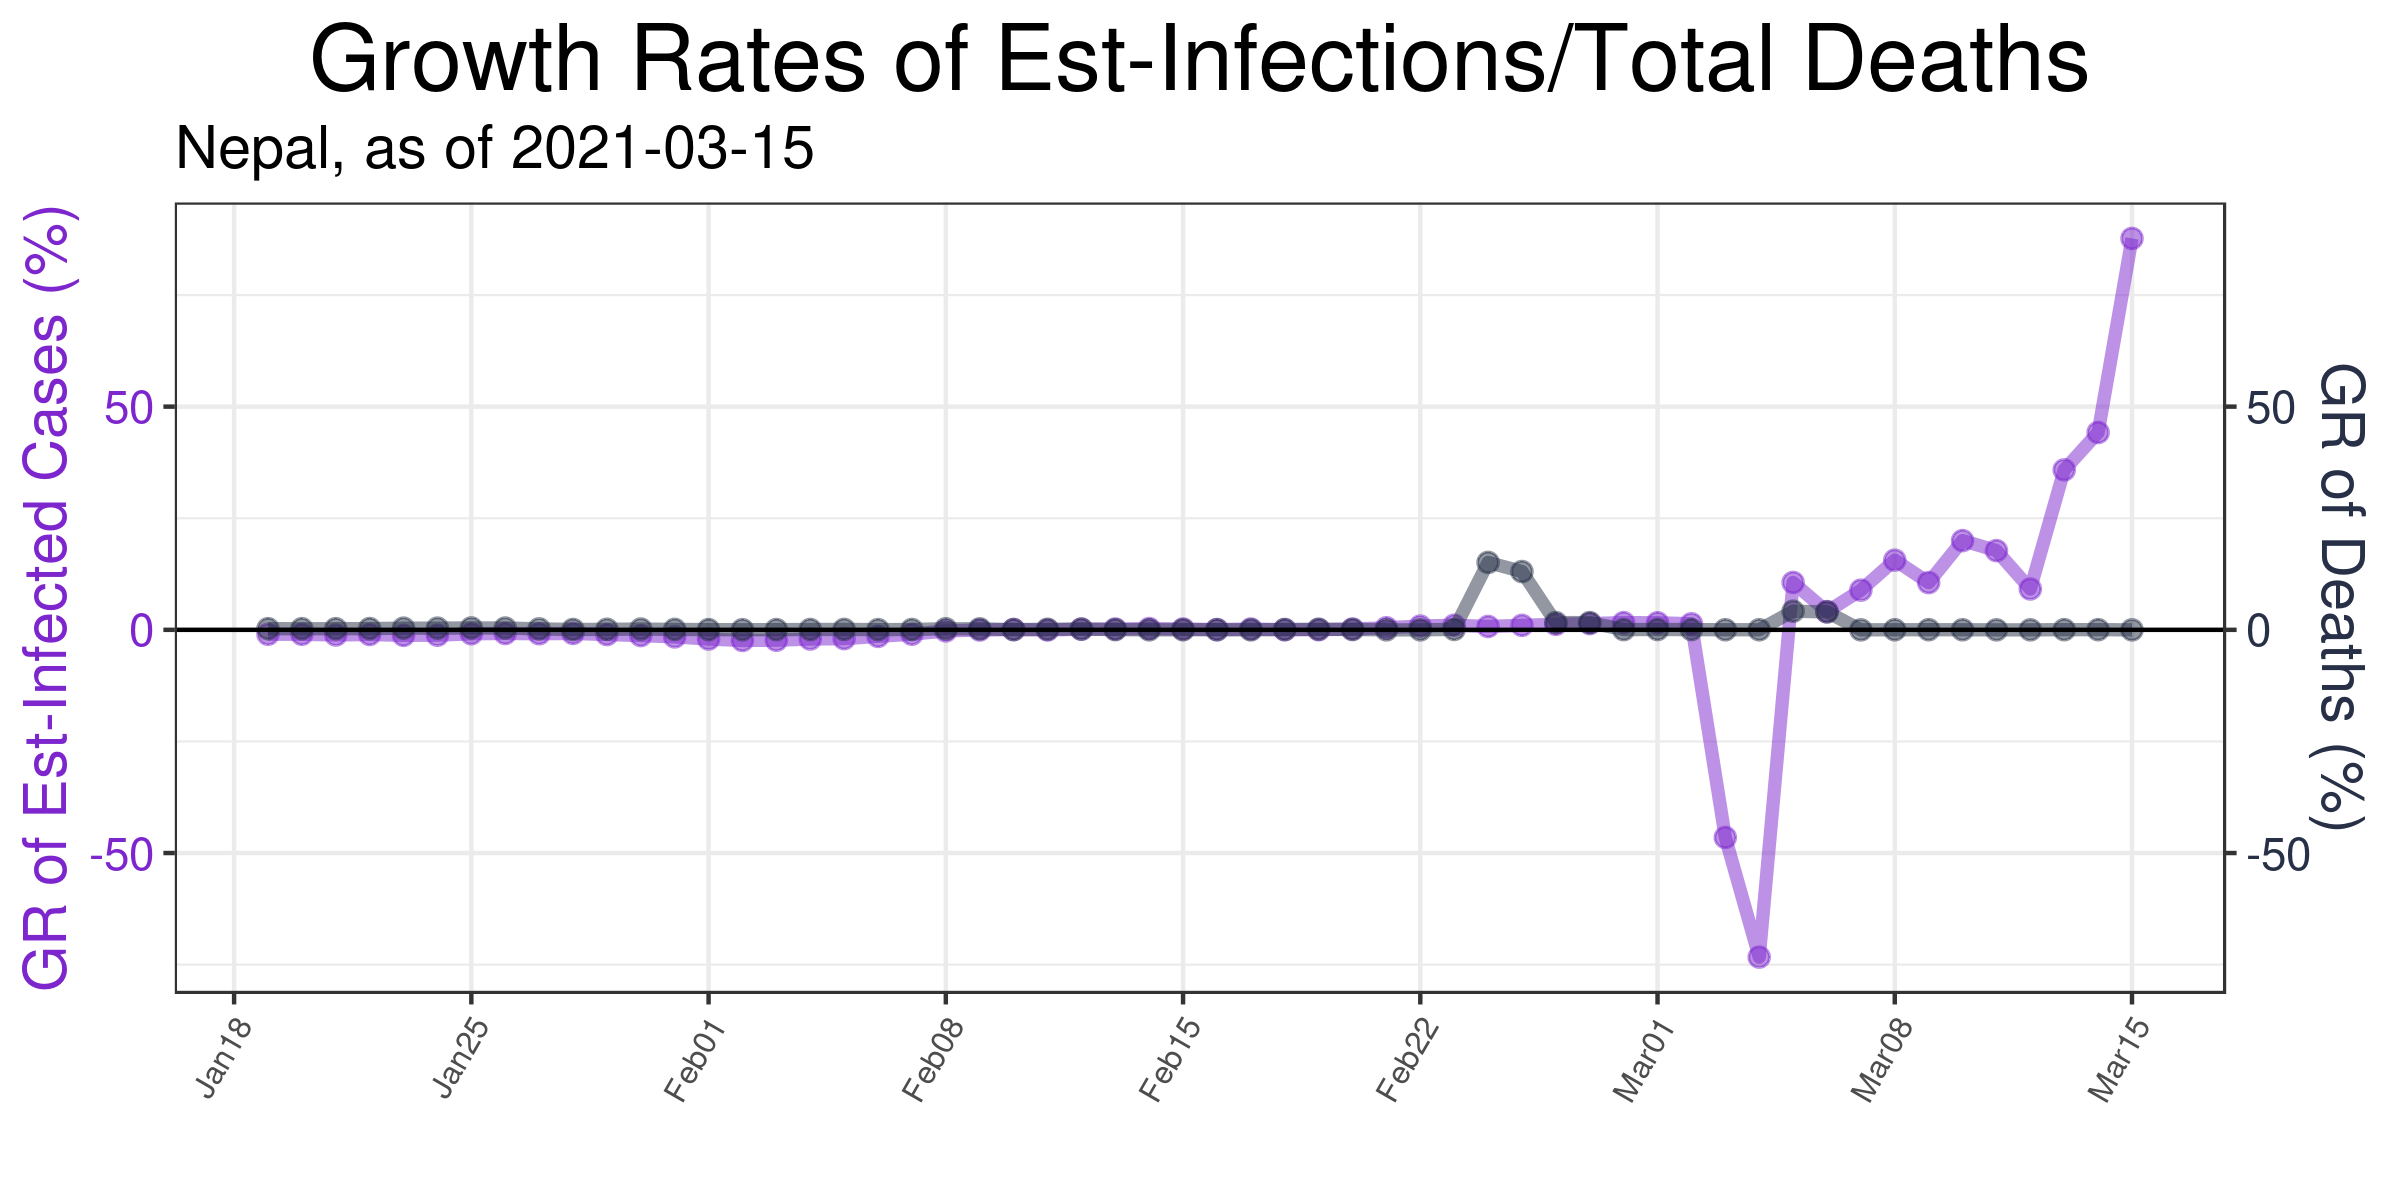 Growth Rates of Est-Infections/Total Deaths
Nepal, as of 2021-03-15
GR of Est-Infected Cases (%)
50
0
-50
50
0
-50
GR of Deaths (%)
Jan18
Jan25
Feb01
Feb08
Feb15
Feb22
Mar01
Mar08
Mar15